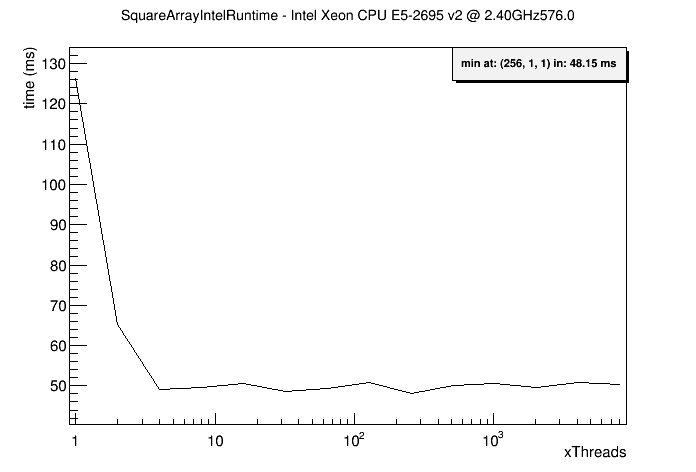 SquareArrayIntelRuntime - Intel Xeon CPU E5-2695 v2 @ 2.40GHz576.0
time (ms)
min at: (256, 1, 1) in: 48.15 ms
130
120
110
100
90
80
70
60
50
1 10 10² 10³
xThreads